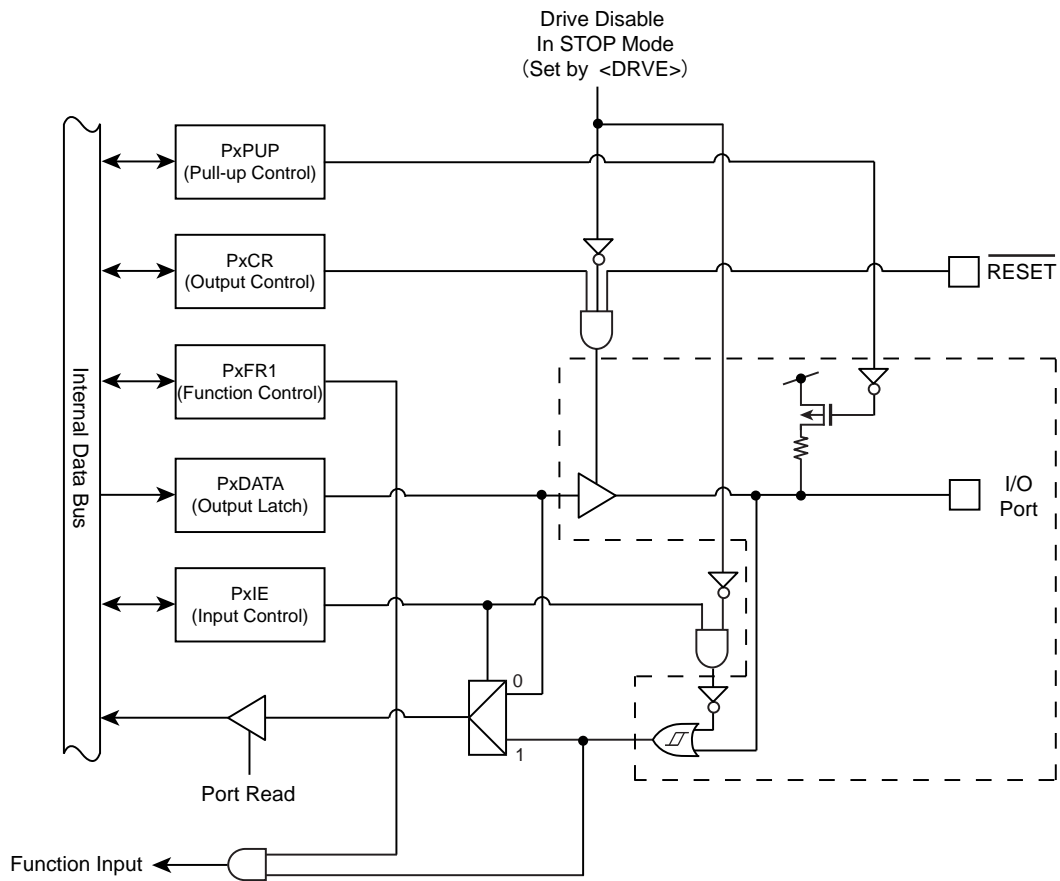 Drive Disable
In STOP Mode
（Set by <DRVE>）
PxPUP
(Pull-up Control)
PxCR
(Output Control)
RESET
PxFR1
(Function Control)
Internal Data Bus
PxDATA
(Output Latch)
I/O
Port
PxIE
(Input Control)
0
1
Port Read
Function Input